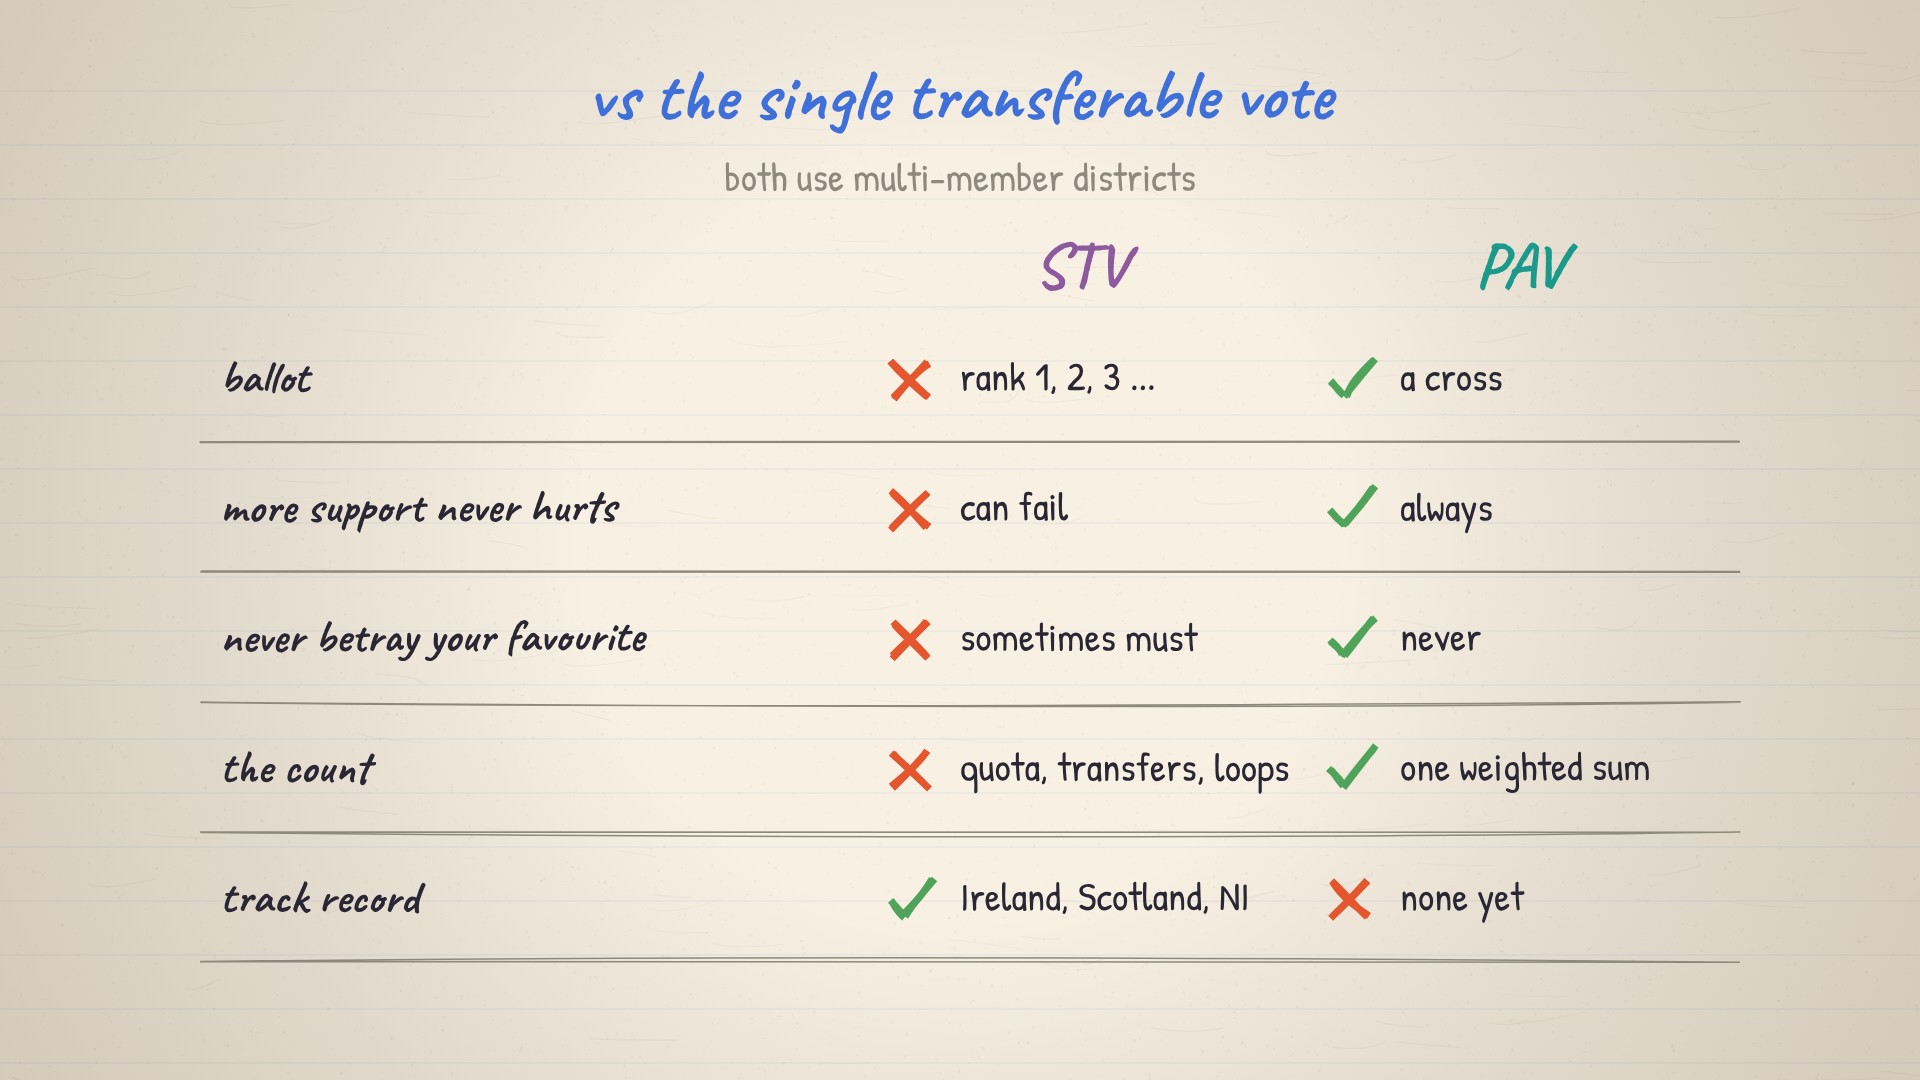 vs the single transferable vote
both use multi-member districts
STV PAV
ballot rank 1, 2, 3 ... a cross
more support never hurts can fail always
never betray your favourite sometimes must never
the count quota, transfers, loops one weighted sum
track record Ireland, Scotland, NI none yet